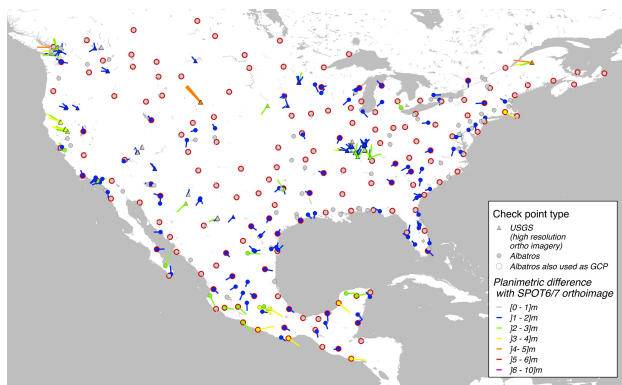 Check point type
USGS
(high resolution
ortho imagery)
Albatros
Albatros also used as GCP
Planimetric difference
with SPOT6/7 orthoimage
[0 - 1]m
]1 - 2]m
]2 - 3]m
]3 - 4]m
]4 - 5]m
]5 - 6]m
]6 - 10]m